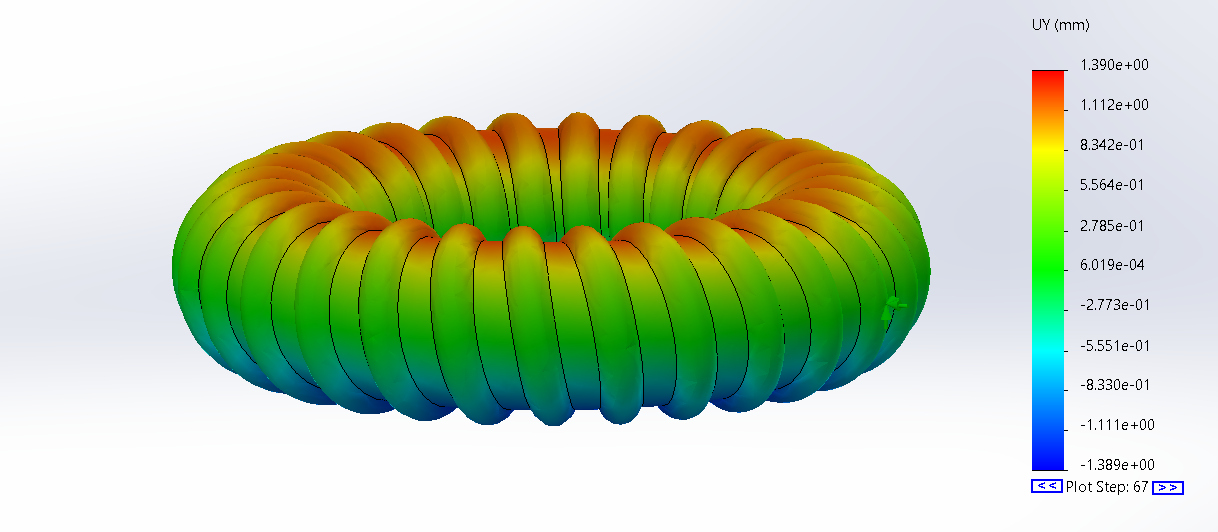 UY (mm)
1.390e+00
1.112e+00
8.342e-01
5.564e-01
2.785e-01
6.019e-04
-2.773e-01
-5.551e-01
-8.330e-01
-1.111e+00
-1.389e+00
<< Plot Step: 67 >>